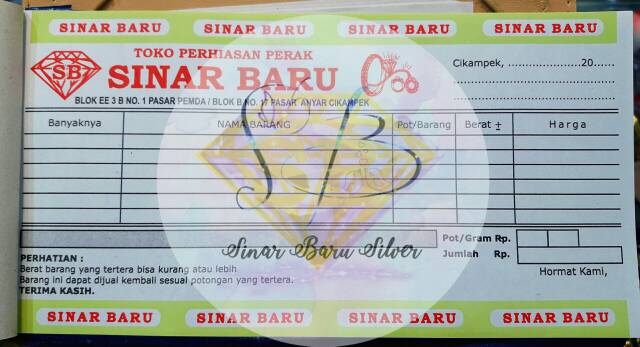 SINAR BARU SINAR BARU SINAR BARU SINAR BARU
TOKO PERHIASAN PERAK
SB SINAR BARU
BLOK EE 3 B NO. 1 PASAR PEMDA / BLOK B NO. 17 PASAR ANYAR CIKAMPEK
Cikampek, ........................20......
Banyaknya NAMA BARANG Pot/Barang Berat ± Harga
SB
Sinar Baru Silver
Pot/Gram Rp.
Jumlah Rp.
PERHATIAN :
Berat barang yang tertera bisa kurang atau lebih
Barang ini dapat dijual kembali sesuai potongan yang tertera.
TERIMA KASIH.
Hormat Kami,
SINAR BARU SINAR BARU SINAR BARU SINAR BARU